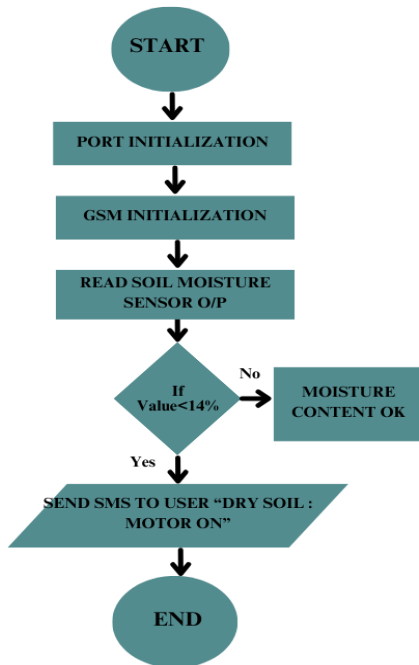 START
PORT INITIALIZATION
GSM INITIALIZATION
READ SOIL MOISTURE
SENSOR O/P
If
Value<14%
No
MOISTURE
CONTENT OK
Yes
SEND SMS TO USER “DRY SOIL :
MOTOR ON”
END